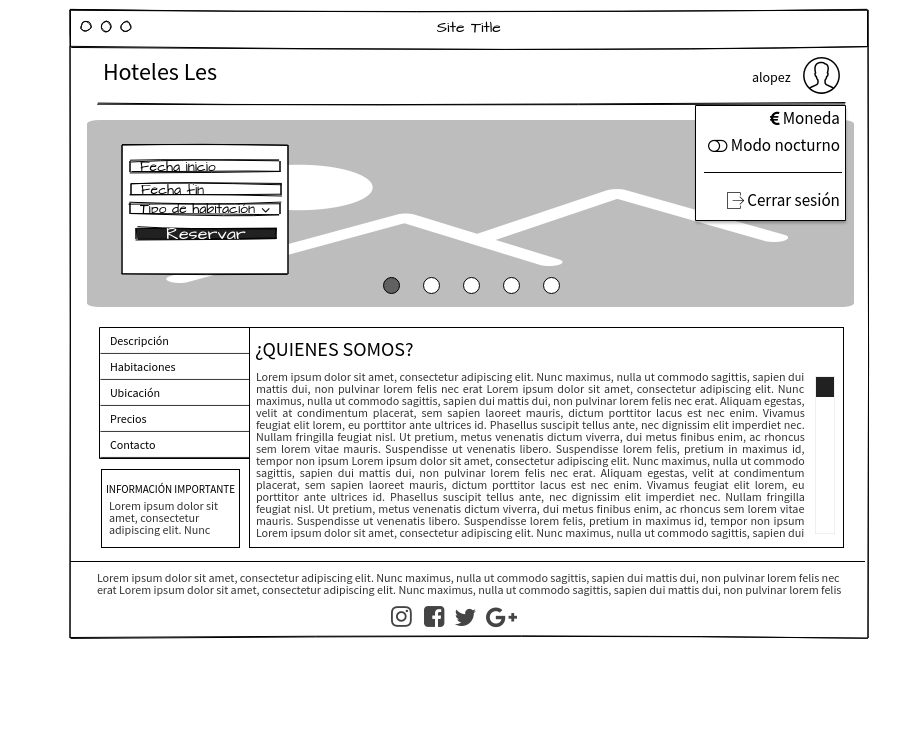 Site Title
Hoteles Les
alopez
€ Moneda
Modo nocturno
Cerrar sesión
Fecha inicio
Fecha fin
Tipo de habitación
Reservar
Descripción
Habitaciones
Ubicación
Precios
Contacto
INFORMACIÓN IMPORTANTE
Lorem ipsum dolor sit
amet, consectetur
adipiscing elit. Nunc
¿QUIENES SOMOS?
Lorem ipsum dolor sit amet, consectetur adipiscing elit. Nunc maximus, nulla ut commodo sagittis, sapien dui
mattis dui, non pulvinar lorem felis nec erat Lorem ipsum dolor sit amet, consectetur adipiscing elit. Nunc
maximus, nulla ut commodo sagittis, sapien dui mattis dui, non pulvinar lorem felis nec erat. Aliquam egestas,
velit at condimentum placerat, sem sapien laoreet mauris, dictum porttitor lacus est nec enim. Vivamus
feugiat elit lorem, eu porttitor ante ultrices id. Phasellus suscipit tellus ante, nec dignissim elit imperdiet nec.
Nullam fringilla feugiat nisl. Ut pretium, metus venenatis dictum viverra, dui metus finibus enim, ac rhoncus
sem lorem vitae mauris. Suspendisse ut venenatis libero. Suspendisse lorem felis, pretium in maximus id,
tempor non ipsum Lorem ipsum dolor sit amet, consectetur adipiscing elit. Nunc maximus, nulla ut commodo
sagittis, sapien dui mattis dui, non pulvinar lorem felis nec erat. Aliquam egestas, velit at condimentum
placerat, sem sapien laoreet mauris, dictum porttitor lacus est nec enim. Vivamus feugiat elit lorem, eu
porttitor ante ultrices id. Phasellus suscipit tellus ante, nec dignissim elit imperdiet nec. Nullam fringilla
feugiat nisl. Ut pretium, metus venenatis dictum viverra, dui metus finibus enim, ac rhoncus sem lorem vitae
mauris. Suspendisse ut venenatis libero. Suspendisse lorem felis, pretium in maximus id, tempor non ipsum
Lorem ipsum dolor sit amet, consectetur adipiscing elit. Nunc maximus, nulla ut commodo sagittis, sapien dui
Lorem ipsum dolor sit amet, consectetur adipiscing elit. Nunc maximus, nulla ut commodo sagittis, sapien dui mattis dui, non pulvinar lorem felis nec
erat Lorem ipsum dolor sit amet, consectetur adipiscing elit. Nunc maximus, nulla ut commodo sagittis, sapien dui mattis dui, non pulvinar lorem felis